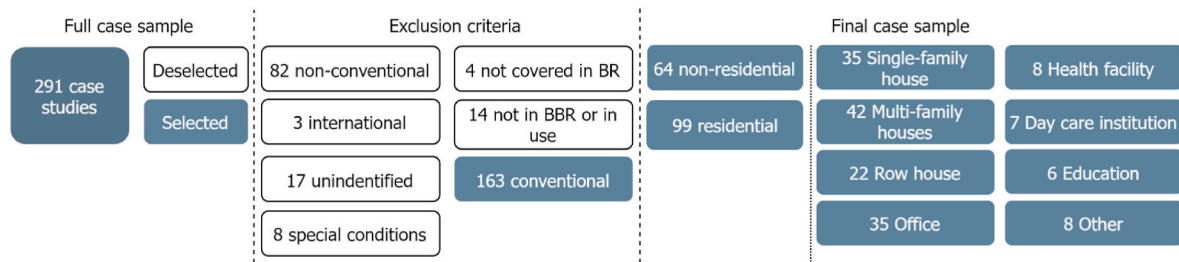 Full case sample
291 case
studies
Deselected
Selected
Exclusion criteria
82 non-conventional
3 international
17 unidentified
8 special conditions
4 not covered in BR
14 not in BBR or in
use
163 conventional
Final case sample
64 non-residential
99 residential
35 Single-family
house
42 Multi-family
houses
22 Row house
35 Office
8 Health facility
7 Day care institution
6 Education
8 Other